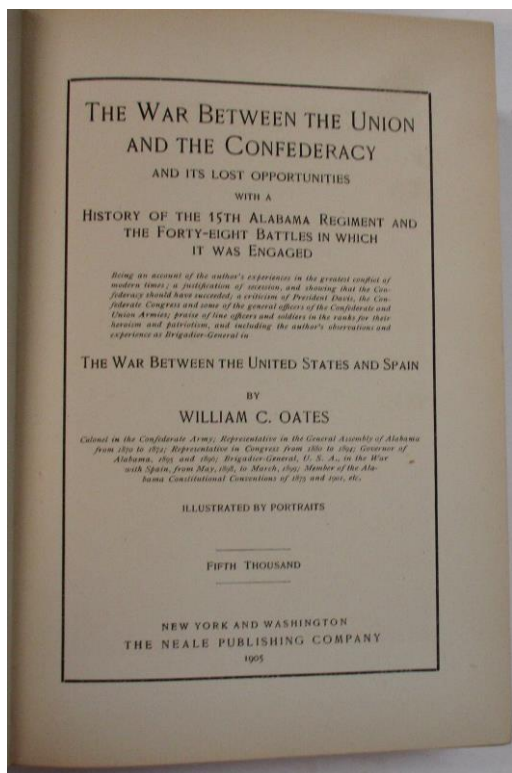 THE WAR BETWEEN THE UNION
AND THE CONFEDERACY
AND ITS LOST OPPORTUNITIES
WITH A
HISTORY OF THE 15TH ALABAMA REGIMENT AND
THE FORTY-EIGHT BATTLES IN WHICH
IT WAS ENGAGED
Being an account of the author's experiences in the greatest conflict of
modern times; a justification of secession, and showing that the Con-
federacy should have succeeded; a criticism of President Davis, the Con-
federate Congress and some of the general officers of the Confederate and
Union Armies; praise of line officers and soldiers in the ranks for their
heroism and patriotism, and including the author's observations and
experience as Brigadier-General in
THE WAR BETWEEN THE UNITED STATES AND SPAIN
BY
WILLIAM C. OATES
Colonel in the Confederate Army; Representative in the General Assembly of Alabama
from 1870 to 1872; Representative in Congress from 1880 to 1894; Governor of
Alabama, 1895 and 1896; Brigadier-General, U. S. A., in the War
with Spain, from May, 1898, to March, 1899; Member of the Ala-
bama Constitutional Conventions of 1875 and 1901, etc.
ILLUSTRATED BY PORTRAITS
FIFTH THOUSAND
NEW YORK AND WASHINGTON
THE NEALE PUBLISHING COMPANY
1905